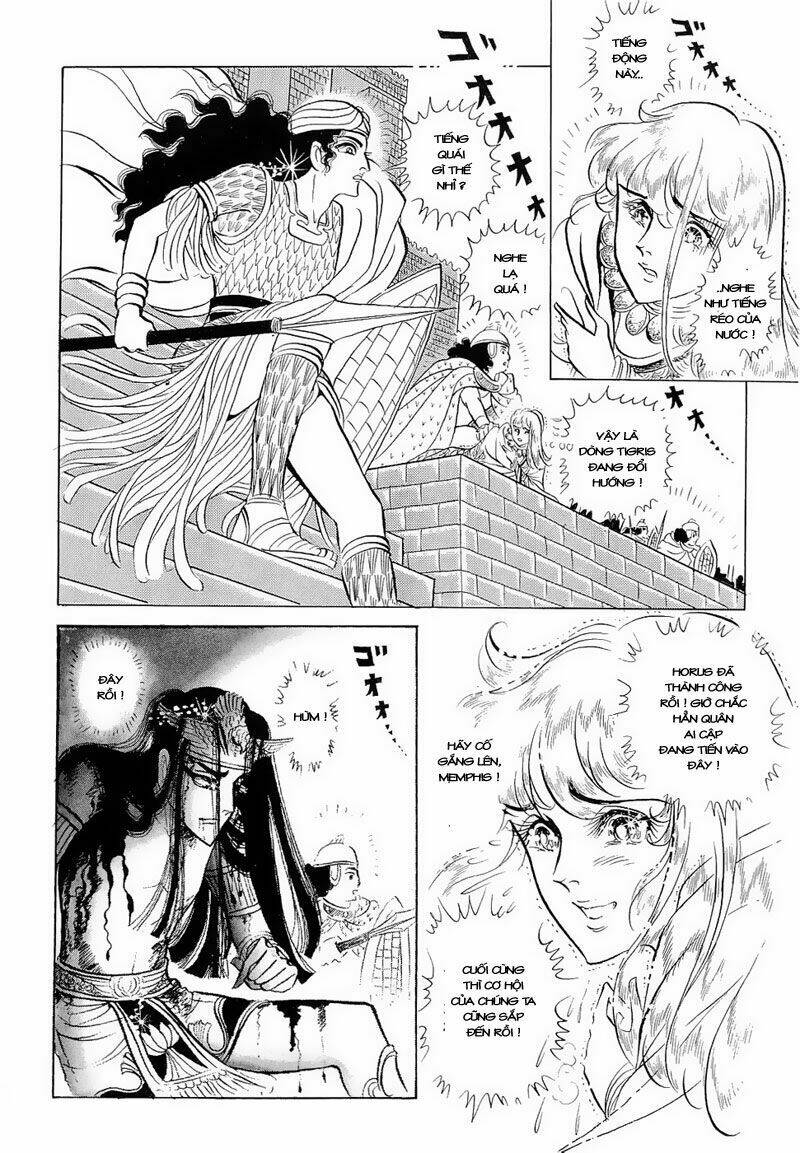 ゴ
オ
オ
オ
オ
TIẾNG
ĐỘNG
NÀY..
TIẾNG
QUÁI
GÌ THẾ
NHỈ ?
NGHE
LẠ
QUÁ !
..NGHE
NHƯ TIẾNG
RÉO CỦA
NƯỚC !
VẬY LÀ
DÒNG TIGRIS
ĐANG ĐỔI
HƯỚNG !
ĐÂY
RỒI !
HỪM !
ゴ
オ
オ
HORUS ĐÃ
THÀNH CÔNG
RỒI ! GIỜ CHẮC
HẲN QUÂN
AI CẬP
ĐANG TIẾN VÀO
ĐÂY !
HÃY CỐ
GẮNG LÊN,
MEMPHIS !
CUỐI CÙNG
THÌ CƠ HỘI
CỦA CHÚNG TA
CŨNG SẮP
ĐẾN RỒI !